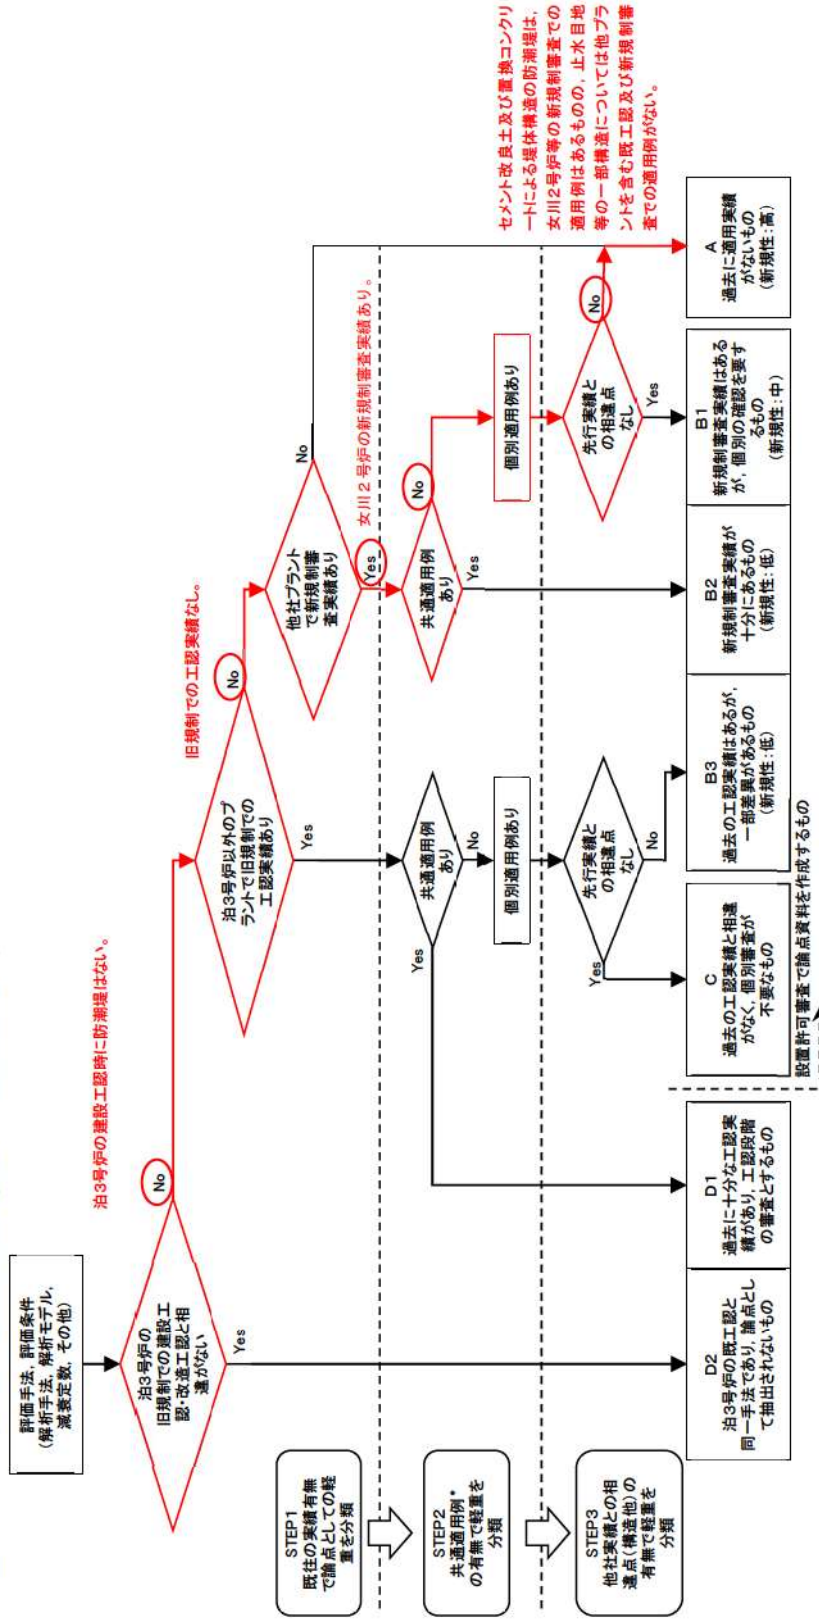 評価手法，評価条件
(解析手法，解析モデル，
減衰定数，その他)
泊3号炉の
旧規制での建設工
認・改造工認と相
違がない
No
Yes
泊3号炉の建設工認時に防潮堤はない。
泊3号炉以外のプ
ラントで旧規制での
工認実績あり
No
Yes
旧規制での工認実績なし。
他社プラント
で新規制審
査実績あり
No
Yes
女川２号炉の新規制審査実績あり。
STEP1
既往の実績有無
で論点としての軽
重を分類
STEP2
共通適用例*
の有無で軽重を
分類
共通適用例
あり
Yes
No
個別適用例あり
共通適用例
あり
No
Yes
個別適用例あり
STEP3
他社実績との相
違点(構造他)の
有無で軽重を
分類
先行実績と
の相違点
なし
Yes
No
先行実績と
の相違点
なし
No
Yes
セメント改良土及び置換コンクリ
ートによる堤体構造の防潮堤は，
女川２号炉等の新規制審査での
適用例はあるものの，止水目地
等の一部構造については他プラ
ントを含む既工認及び新規制審
査での適用例がない。
D2
泊3号炉の既工認と
同一手法であり，論点とし
て抽出されないもの
D1
過去に十分な工認実
績があり，工認段階
の審査とするもの
C
過去の工認実績と相違
がなく，個別審査が
不要なもの
B3
過去の工認実績はあるが，
一部差異があるもの
(新規性：低)
B2
新規制審査実績が
十分にあるもの
(新規性：低)
B1
新規制審査実績はある
が，個別の確認を要す
るもの
(新規性：中)
A
過去に適用実績
がないもの
(新規性：高)
設置許可審査で論点資料を作成するもの